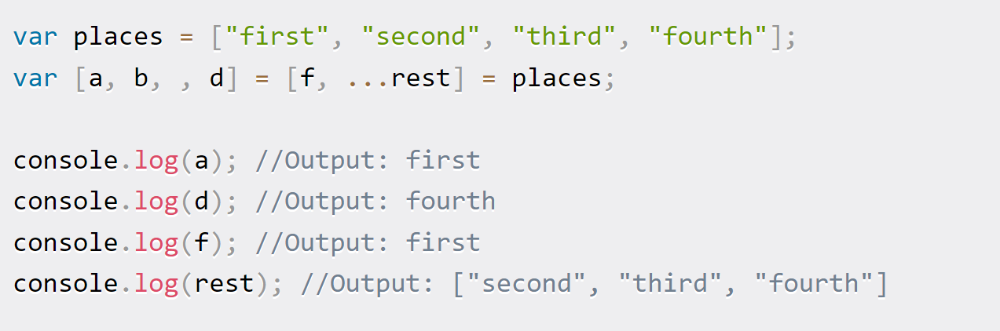 var places = ["first", "second", "third", "fourth"];
var [a, b, , d] = [f, ...rest] = places;
console.log(a); //Output: first
console.log(d); //Output: fourth
console.log(f); //Output: first
console.log(rest); //Output: ["second", "third", "fourth"]